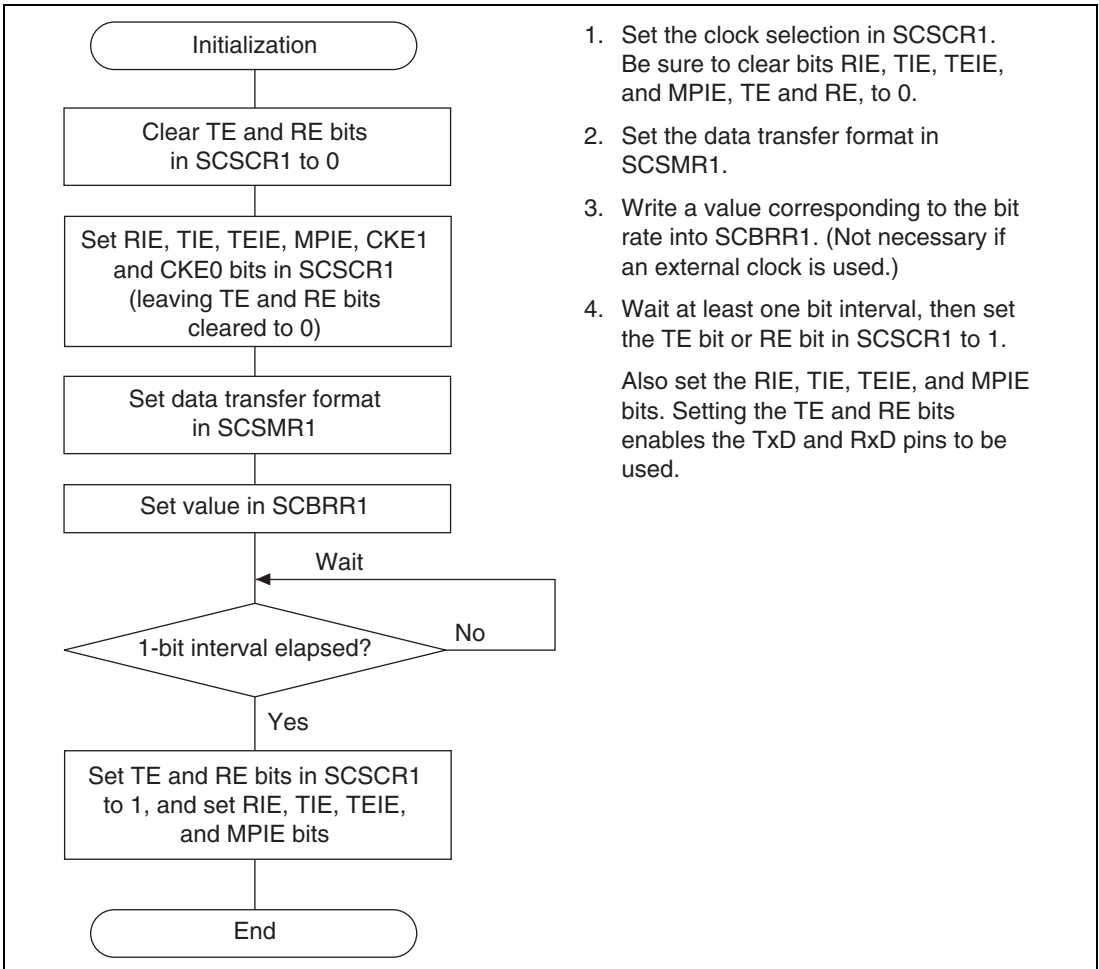 Initialization
Clear TE and RE bits
in SCSCR1 to 0
Set RIE, TIE, TEIE, MPIE, CKE1
and CKE0 bits in SCSCR1
(leaving TE and RE bits
cleared to 0)
Set data transfer format
in SCSMR1
Set value in SCBRR1
Wait
1-bit interval elapsed?
No
Yes
Set TE and RE bits in SCSCR1
to 1, and set RIE, TIE, TEIE,
and MPIE bits
End
1. Set the clock selection in SCSCR1.
Be sure to clear bits RIE, TIE, TEIE,
and MPIE, TE and RE, to 0.
2. Set the data transfer format in
SCSMR1.
3. Write a value corresponding to the bit
rate into SCBRR1. (Not necessary if
an external clock is used.)
4. Wait at least one bit interval, then set
the TE bit or RE bit in SCSCR1 to 1.
Also set the RIE, TIE, TEIE, and MPIE
bits. Setting the TE and RE bits
enables the TxD and RxD pins to be
used.